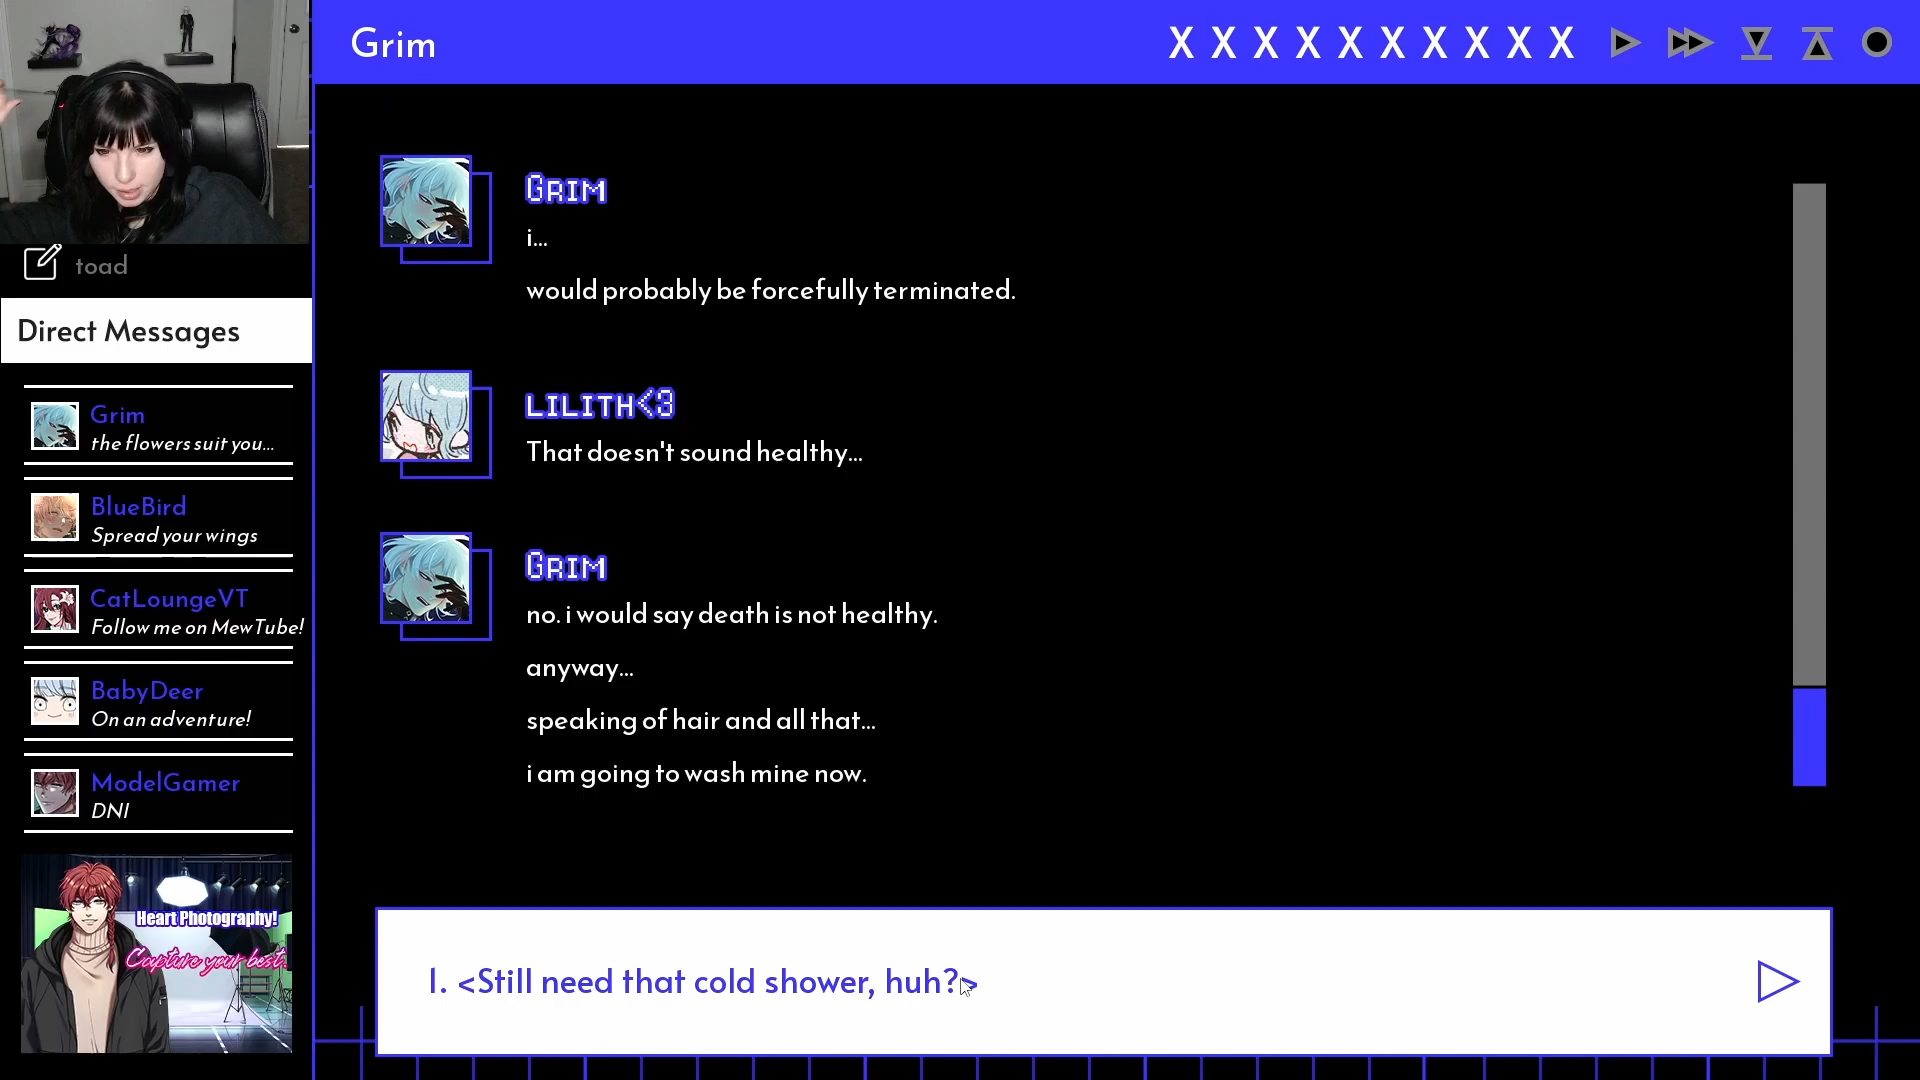 Grim
X X X X X X X X X X
toad
Direct Messages
Grim
the flowers suit you...
BlueBird
Spread your wings
CatLoungeVT
Follow me on MewTube!
BabyDeer
On an adventure!
ModelGamer
DNI
Heart Photography!
Capture your best.
Grim
i...
would probably be forcefully terminated.
LILITH<3
That doesn't sound healthy...
Grim
no. i would say death is not healthy.
anyway...
speaking of hair and all that...
i am going to wash mine now.
1. <Still need that cold shower, huh?>